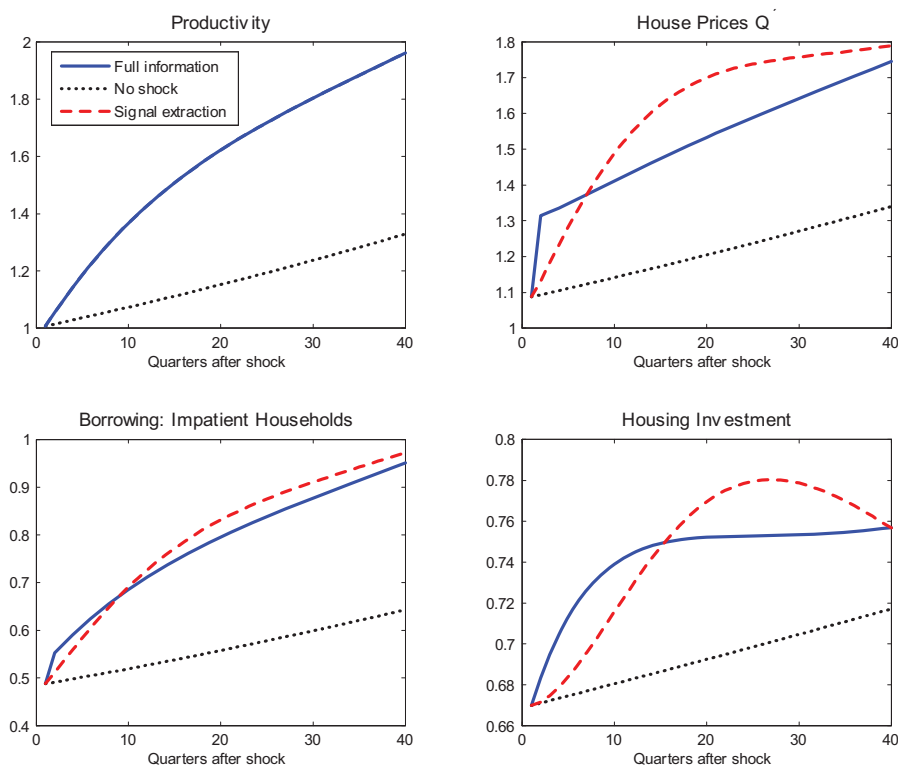 Productivity
2
1.8
1.6
1.4
1.2
1
0 10 20 30 40
Quarters after shock
Full information
No shock
Signal extraction
House Prices Q ´
1.8
1.7
1.6
1.5
1.4
1.3
1.2
1.1
1
0 10 20 30 40
Quarters after shock
Borrowing: Impatient Households
1
0.9
0.8
0.7
0.6
0.5
0.4
0 10 20 30 40
Quarters after shock
Housing Investment
0.8
0.78
0.76
0.74
0.72
0.7
0.68
0.66
0 10 20 30 40
Quarters after shock